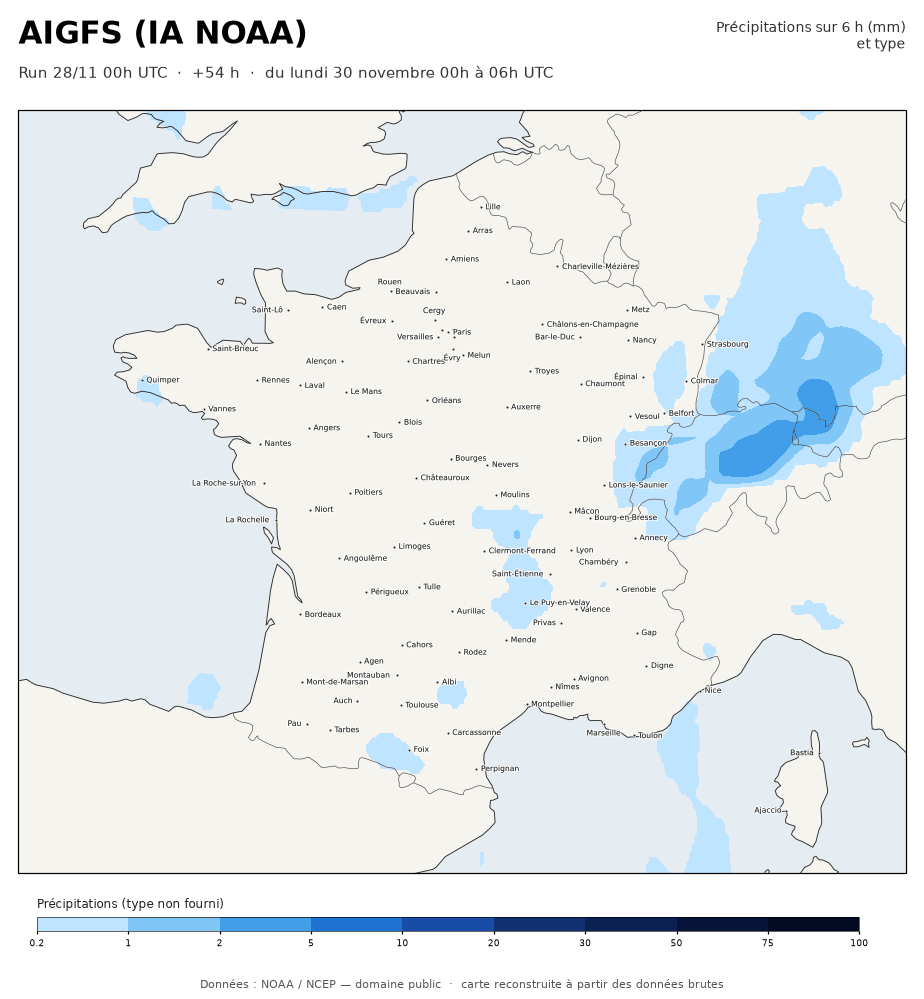 AIGFS (IA NOAA)
Précipitations sur 6 h (mm)
et type
Run 28/11 00h UTC · +54 h · du lundi 30 novembre 00h à 06h UTC
Lille
Arras
Amiens
Charleville-Mézières
Rouen
Beauvais
Laon
Saint-Lô
Caen
Cergy
Metz
Évreux
Châlons-en-Champagne
Versailles
Paris
Bar-le-Duc
Nancy
Strasbourg
Saint-Brieuc
Alençon
Chartres
Évry
Melun
Quimper
Rennes
Laval
Troyes
Épinal
Colmar
Chaumont
Le Mans
Orléans
Vannes
Auxerre
Vesoul
Belfort
Angers
Blois
Tours
Nantes
Dijon
Besançon
Bourges
Nevers
La Roche-sur-Yon
Châteauroux
Lons-le-Saunier
Poitiers
Moulins
Niort
Mâcon
La Rochelle
Guéret
Bourg-en-Bresse
Annecy
Limoges
Angoulême
Clermont-Ferrand
Lyon
Chambéry
Saint-Étienne
Périgueux
Tulle
Grenoble
Le Puy-en-Velay
Bordeaux
Aurillac
Valence
Privas
Gap
Cahors
Rodez
Mende
Agen
Digne
Montauban
Mont-de-Marsan
Albi
Avignon
Nîmes
Nice
Auch
Toulouse
Montpellier
Pau
Tarbes
Carcassonne
Marseille
Toulon
Foix
Bastia
Perpignan
Ajaccio
Précipitations (type non fourni)
0.2 1 2 5 10 20 30 50 75 100
Données : NOAA / NCEP — domaine public · carte reconstruite à partir des données brutes